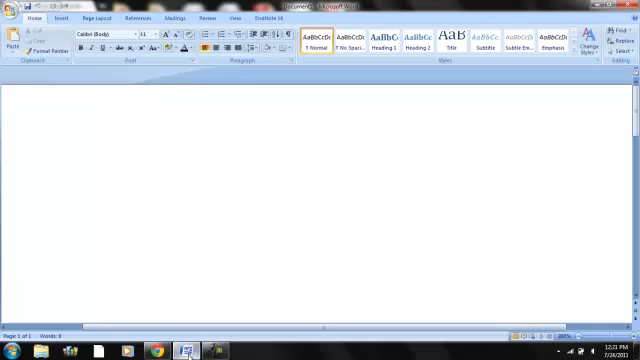 Document1 - Microsoft Word
Home Insert Page Layout References Mailings Review View EndNote X6
Paste Cut Copy Format Painter
Calibri (Body) 11
AaBbCcDc AaBbCcDc AaBbCc AaBbCc AaBbCc. AaBbCcDc AaBbCcDc
¶ Normal ¶ No Spaci... Heading 1 Heading 2 Title Subtitle Subtle Em... Emphasis
Change Styles
Find
Replace
Select
Clipboard Font Paragraph Styles Editing
Page: 1 of 1 Words: 0
12:21 PM
7/24/2011